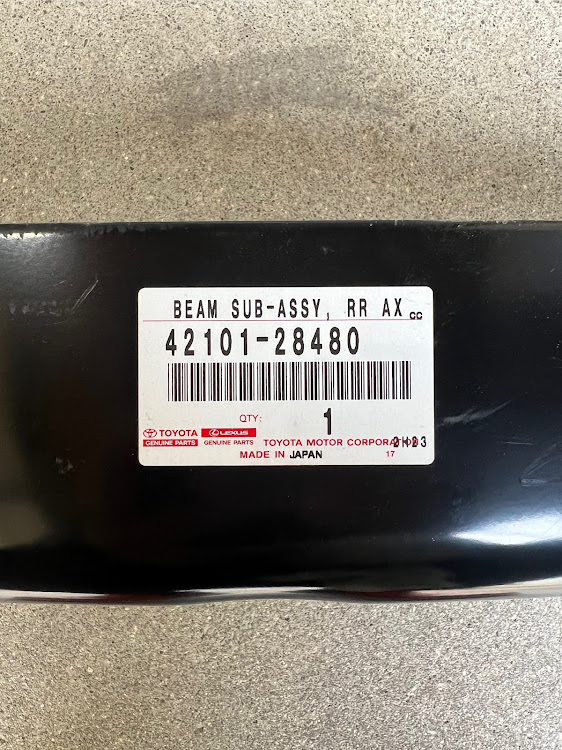 BEAM SUB-ASSY, RR AX CC
42101-28480
QTY: 1
TOYOTA LEXUS
GENUINE PARTS GENUINE PARTS TOYOTA MOTOR CORPORATION
MADE IN JAPAN 17